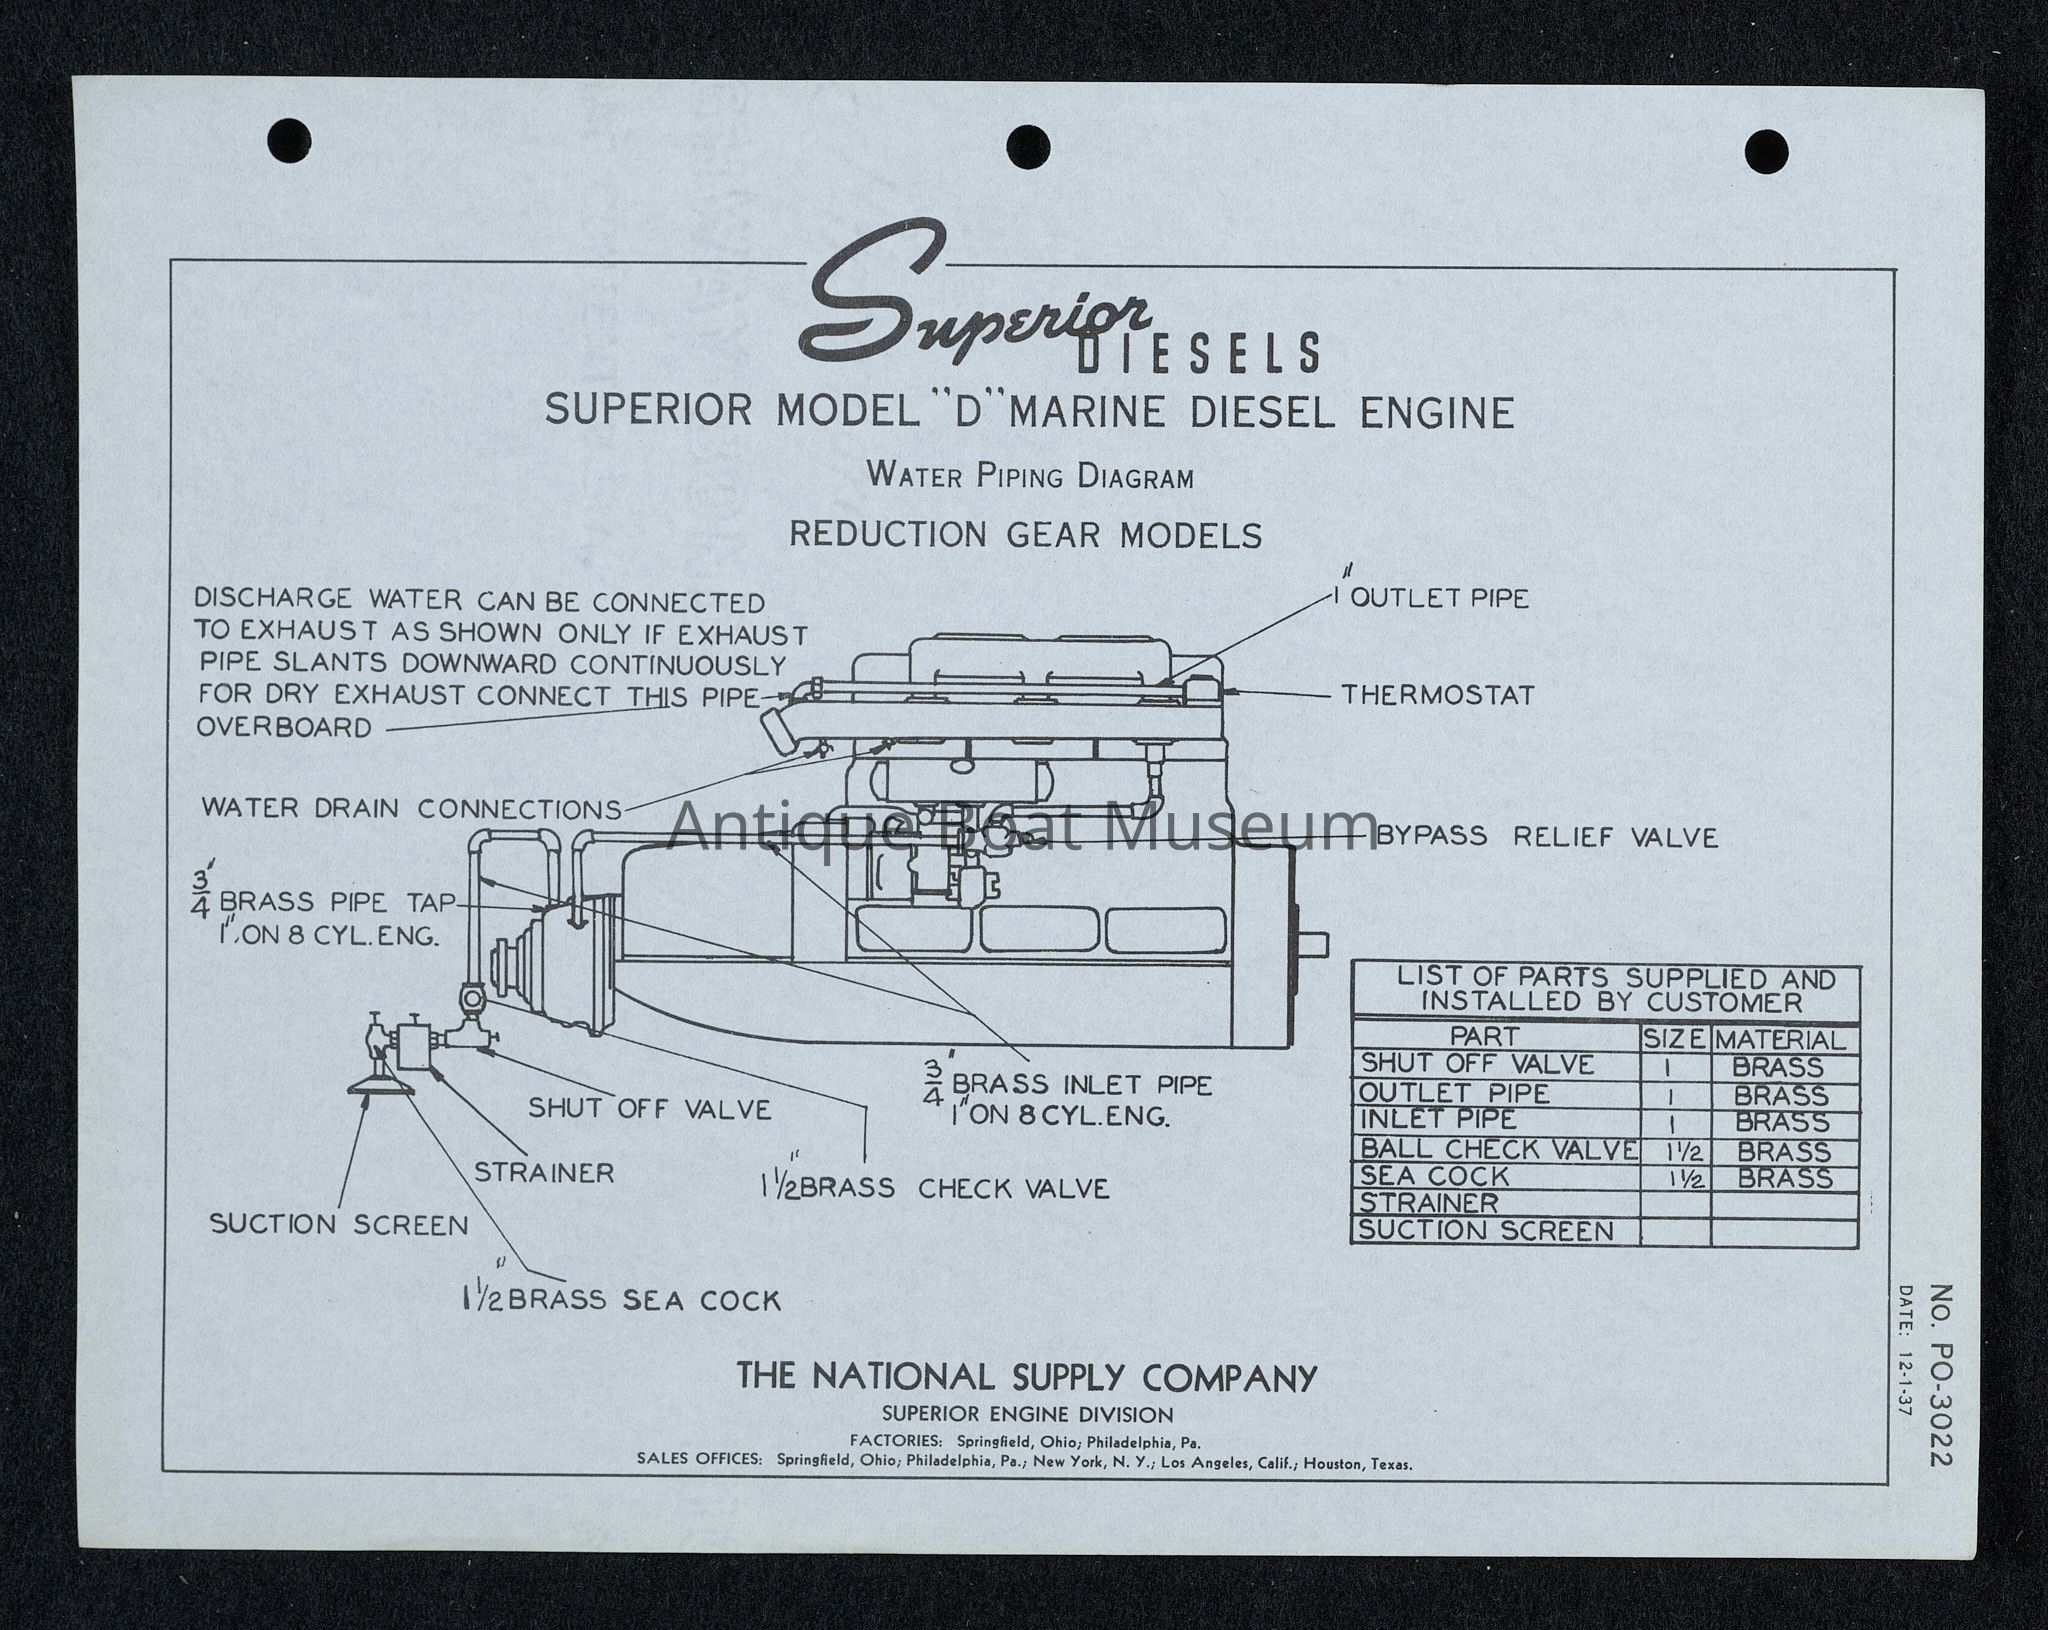 Superior
DIESELS
SUPERIOR MODEL "D" MARINE DIESEL ENGINE
WATER PIPING DIAGRAM
REDUCTION GEAR MODELS
DISCHARGE WATER CAN BE CONNECTED
TO EXHAUST AS SHOWN ONLY IF EXHAUST
PIPE SLANTS DOWNWARD CONTINUOUSLY
FOR DRY EXHAUST CONNECT THIS PIPE
OVERBOARD
1" OUTLET PIPE
THERMOSTAT
WATER DRAIN CONNECTIONS
Antique Boat Museum
BYPASS RELIEF VALVE
3/4" BRASS PIPE TAP
1" ON 8 CYL. ENG.
SHUT OFF VALVE
3/4" BRASS INLET PIPE
1" ON 8 CYL. ENG.
STRAINER
1 1/2" BRASS CHECK VALVE
SUCTION SCREEN
1 1/2" BRASS SEA COCK
LIST OF PARTS SUPPLIED AND
INSTALLED BY CUSTOMER
PART SIZE MATERIAL
SHUT OFF VALVE 1 BRASS
OUTLET PIPE 1 BRASS
INLET PIPE 1 BRASS
BALL CHECK VALVE 1 1/2 BRASS
SEA COCK 1 1/2 BRASS
STRAINER
SUCTION SCREEN
THE NATIONAL SUPPLY COMPANY
SUPERIOR ENGINE DIVISION
FACTORIES: Springfield, Ohio; Philadelphia, Pa.
SALES OFFICES: Springfield, Ohio; Philadelphia, Pa.; New York, N. Y.; Los Angeles, Calif.; Houston, Texas.
No. PO-3022
DATE: 12-1-37